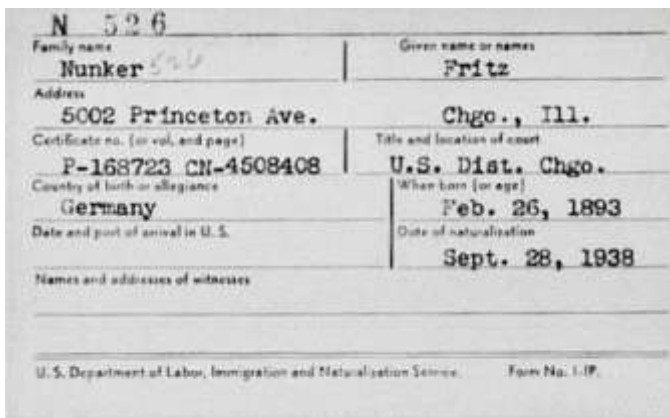 N 526
Family name Given name or names
Nunker 526 Fritz
Address
5002 Princeton Ave. Chgo., Ill.
Certificate no. (or vol. and page) Title and location of court
P-168723 CN-4508408 U.S. Dist. Chgo.
Country of birth or allegiance When born (or age)
Germany Feb. 26, 1893
Date and port of arrival in U. S. Date of naturalization
Sept. 28, 1938
Names and addresses of witnesses
U. S. Department of Labor, Immigration and Naturalization Service. Form No. 1-IP.